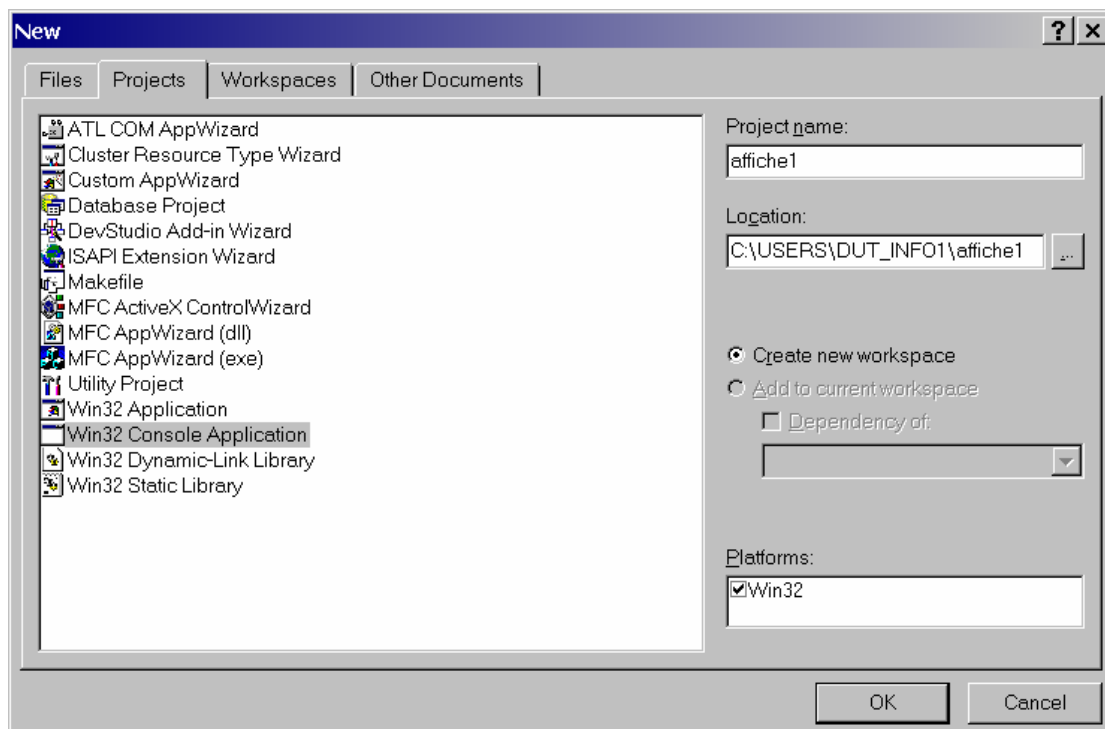 New
Files
Projects
Workspaces
Other Documents
ATL COM AppWizard
Cluster Resource Type Wizard
Custom AppWizard
Database Project
DevStudio Add-in Wizard
ISAPI Extension Wizard
Makefile
MFC ActiveX ControlWizard
MFC AppWizard (dll)
MFC AppWizard (exe)
Utility Project
Win32 Application
Win32 Console Application
Win32 Dynamic-Link Library
Win32 Static Library
Project name:
affiche1
Location:
C:\USERS\DUT_INFO1\affiche1
...
Create new workspace
Add to current workspace
Dependency of:
Platforms:
Win32
OK
Cancel